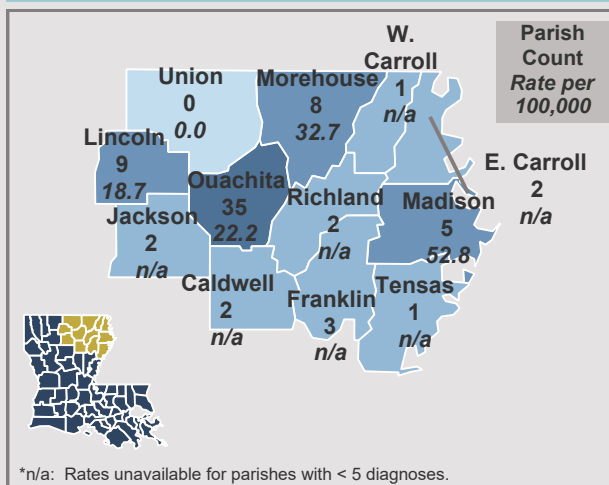 Parish
Count
Rate per
100,000
Union
0
0.0
Morehouse
8
32.7
W.
Carroll
1
n/a
E. Carroll
2
n/a
Lincoln
9
18.7
Ouachita
35
22.2
Richland
2
n/a
Madison
5
52.8
Jackson
2
n/a
Caldwell
2
n/a
Franklin
3
n/a
Tensas
1
n/a
*n/a: Rates unavailable for parishes with < 5 diagnoses.